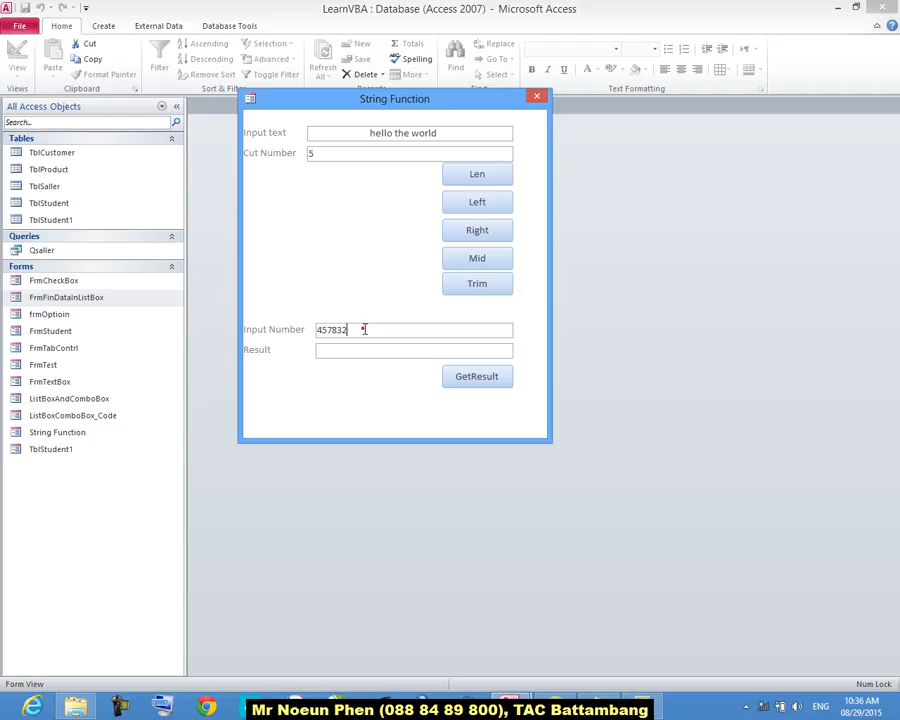 LearnVBA : Database (Access 2007) - Microsoft Access
File Home Create External Data Database Tools
View
Views
Paste
Cut
Copy
Format Painter
Clipboard
Filter
Ascending
Descending
Remove Sort
Selection
Advanced
Toggle Filter
Sort & Filter
Refresh
All
New
Save
Delete
Totals
Spelling
More
Records
Find
Replace
Go To
Select
Find
B I U A
Text Formatting
All Access Objects
Search...
Tables
TblCustomer
TblProduct
TblSaller
TblStudent
TblStudent1
Queries
Qsaller
Forms
FrmCheckBox
FrmFinDataInListBox
frmOptioin
FrmStudent
FrmTabContrl
FrmTest
FrmTextBox
ListBoxAndComboBox
ListBoxComboBox_Code
String Function
TblStudent1
String Function
Input text hello the world
Cut Number 5
Len
Left
Right
Mid
Trim
Input Number 457832
Result
GetResult
Form View
Num Lock
ENG
10:36 AM
08/29/2015
Mr Noeun Phen (088 84 89 800), TAC Battambang